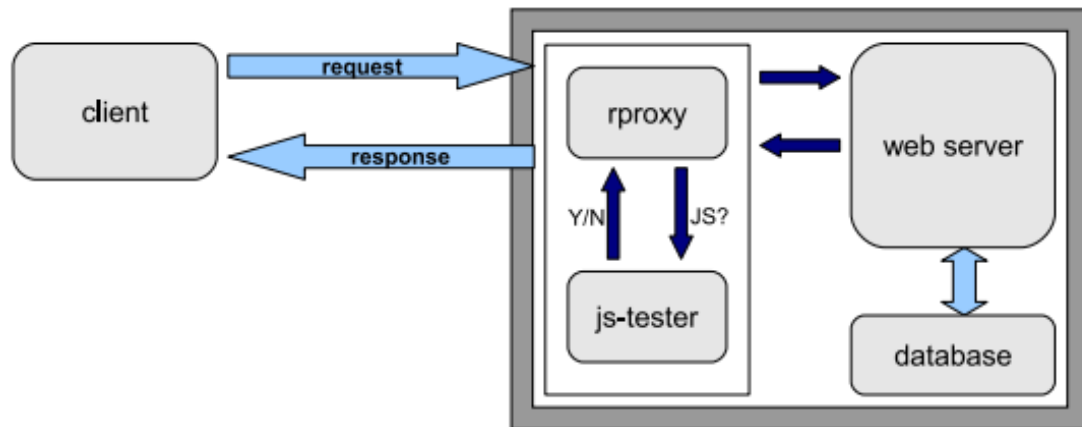 request
client
rproxy
web server
response
Y/N
JS?
js-tester
database